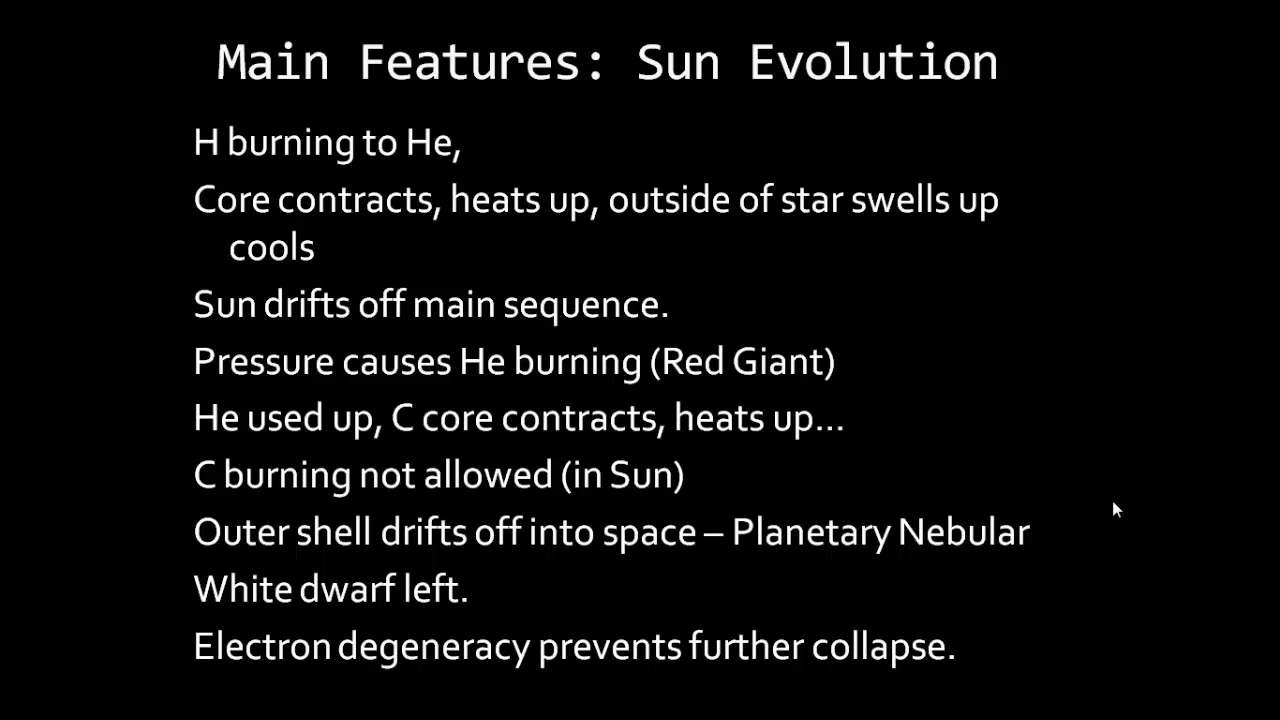 Main Features: Sun Evolution
H burning to He,
Core contracts, heats up, outside of star swells up
cools
Sun drifts off main sequence.
Pressure causes He burning (Red Giant)
He used up, C core contracts, heats up...
C burning not allowed (in Sun)
Outer shell drifts off into space – Planetary Nebular
White dwarf left.
Electron degeneracy prevents further collapse.